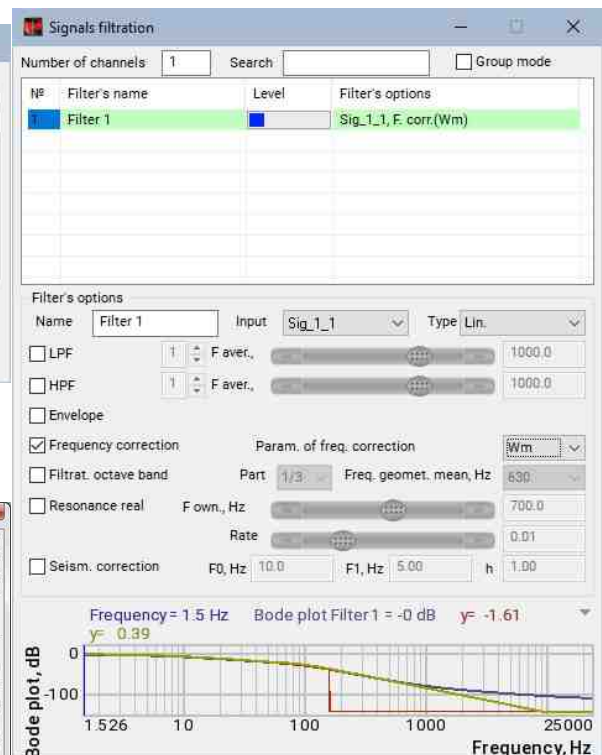 Signals filtration
Number of channels 1 Search Group mode
№ Filter's name Level Filter's options
1 Filter 1 Sig_1_1, F. corr.(Wm)
Filter's options
Name Filter 1 Input Sig_1_1 Type Lin.
LPF 1 F aver., 1000.0
HPF 1 F aver., 1000.0
Envelope
Frequency correction Param. of freq. correction Wm
Filtrat. octave band Part 1/3 Freq. geomet. mean, Hz 630
Resonance real F own., Hz 700.0
Rate 0.01
Seism. correction F0, Hz 10.0 F1, Hz 5.00 h 1.00
Frequency= 1.5 Hz Bode plot Filter 1 = -0 dB y= -1.61
y= 0.39
Bode plot, dB
0
-100
1.526 10 100 1000 25000
Frequency, Hz